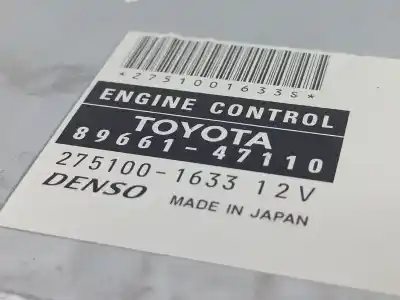 *2751001633S*
ENGINE CONTROL
TOYOTA
89661-47110
275100-1633 12V
DENSO MADE IN JAPAN